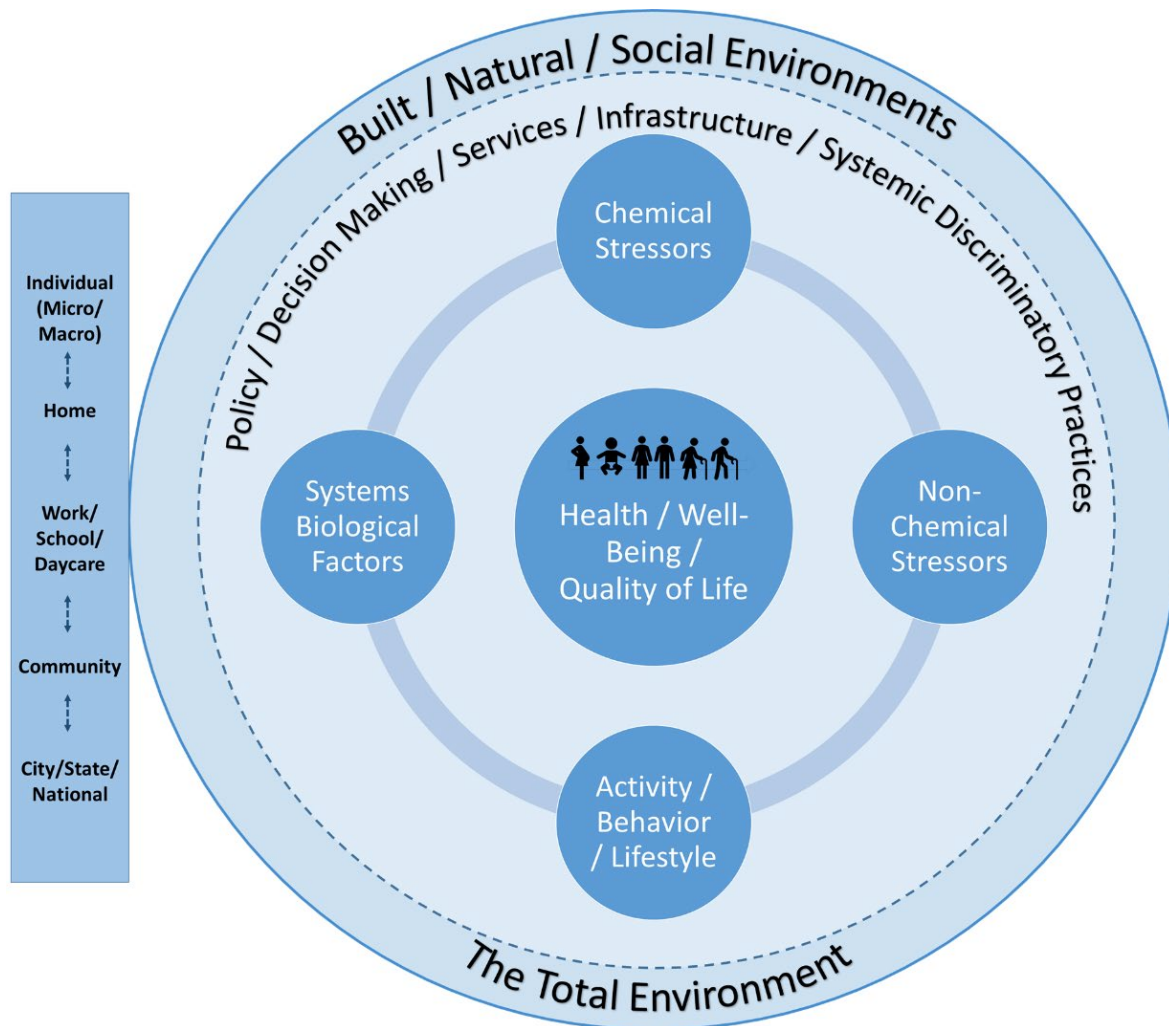 Built / Natural / Social Environments
Policy / Decision Making / Services / Infrastructure / Systemic Discriminatory Practices
Individual
(Micro/
Macro)
Home
Work/
School/
Daycare
Community
City/State/
National
Chemical
Stressors
Systems
Biological
Factors
Health / Well-
Being /
Quality of Life
Non-
Chemical
Stressors
Activity /
Behavior
/ Lifestyle
The Total Environment